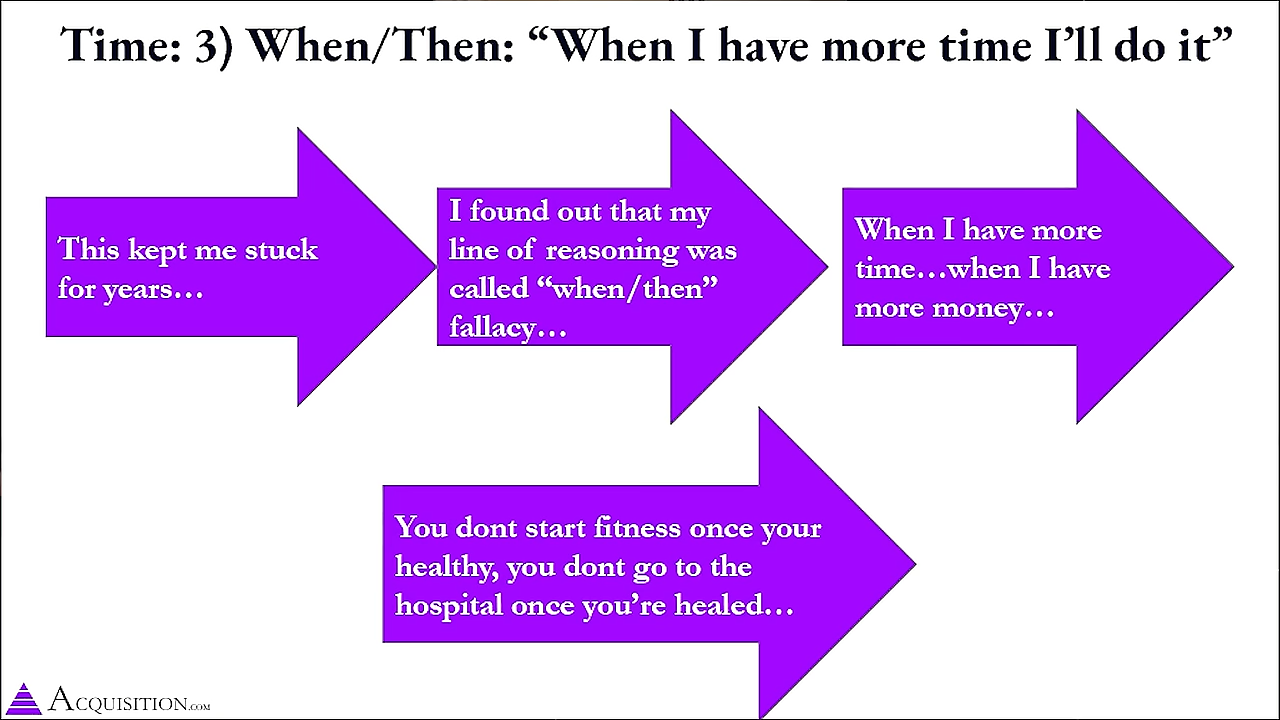 Time: 3) When/Then: “When I have more time I’ll do it”
This kept me stuck
for years…
I found out that my
line of reasoning was
called “when/then”
fallacy…
When I have more
time…when I have
more money…
You dont start fitness once your
healthy, you dont go to the
hospital once you’re healed…
ACQUISITION.COM